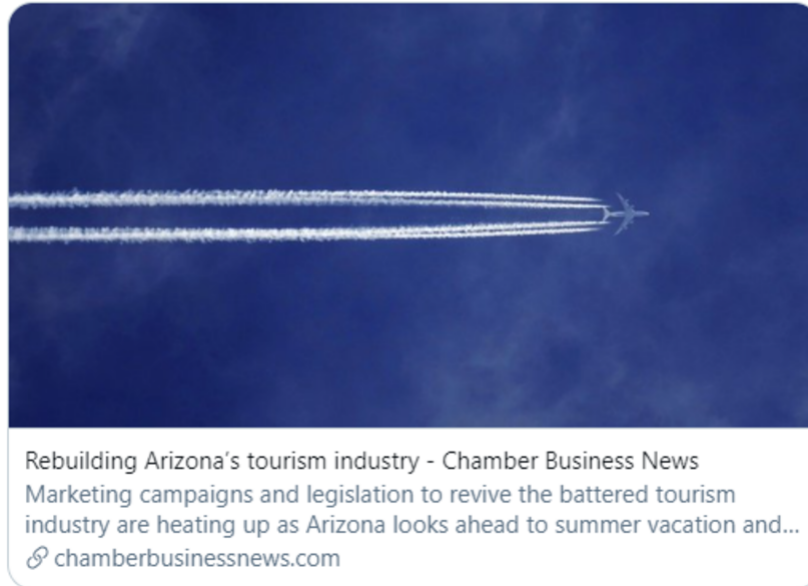 Rebuilding Arizona's tourism industry - Chamber Business News
Marketing campaigns and legislation to revive the battered tourism
industry are heating up as Arizona looks ahead to summer vacation and...
chamberbusinessnews.com